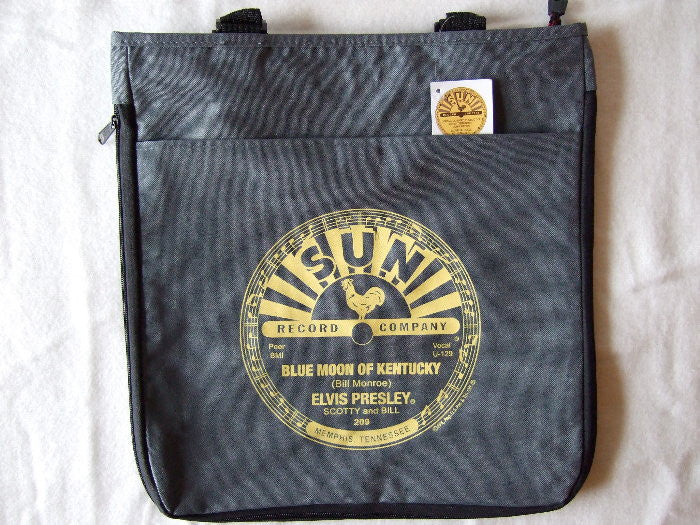 SUN
SUN
RECORD COMPANY
Peer
BMI
Vocal
U-129
BLUE MOON OF KENTUCKY
(Bill Monroe)
ELVIS PRESLEY®
SCOTTY and BILL
209
MEMPHIS, TENNESSEE